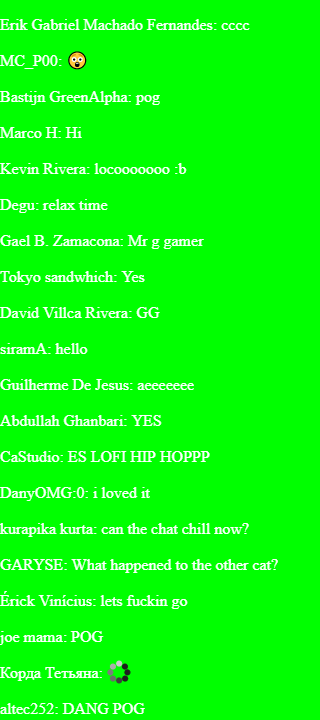 Erik Gabriel Machado Fernandes: cccc
MC_P00: 😳
Bastijn GreenAlpha: pog
Marco H: Hi
Kevin Rivera: locooooooo :b
Degu: relax time
Gael B. Zamacona: Mr g gamer
Tokyo sandwhich: Yes
David Villca Rivera: GG
siramA: hello
Guilherme De Jesus: aeeeeeee
Abdullah Ghanbari: YES
CaStudio: ES LOFI HIP HOPPP
DanyOMG:0: i loved it
kurapika kurta: can the chat chill now?
GARYSE: What happened to the other cat?
Érick Vinícius: lets fuckin go
joe mama: POG
Корда Тетьяна:
altec252: DANG POG